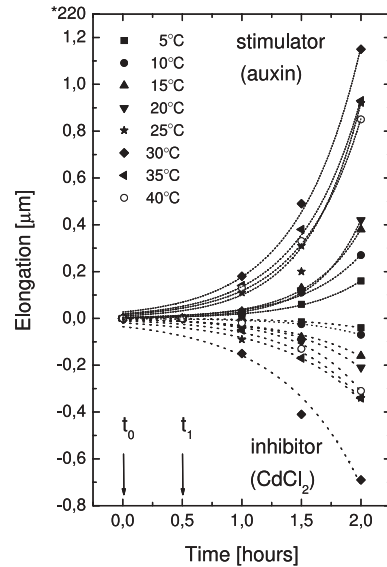 *220
1,2
1,0
0,8
0,6
0,4
0,2
0,0
-0,2
-0,4
-0,6
-0,8
Elongation [μm]
5°C
10°C
15°C
20°C
25°C
30°C
35°C
40°C
stimulator
(auxin)
t₀
t₁
inhibitor
(CdCl₂)
0,0
0,5
1,0
1,5
2,0
Time [hours]